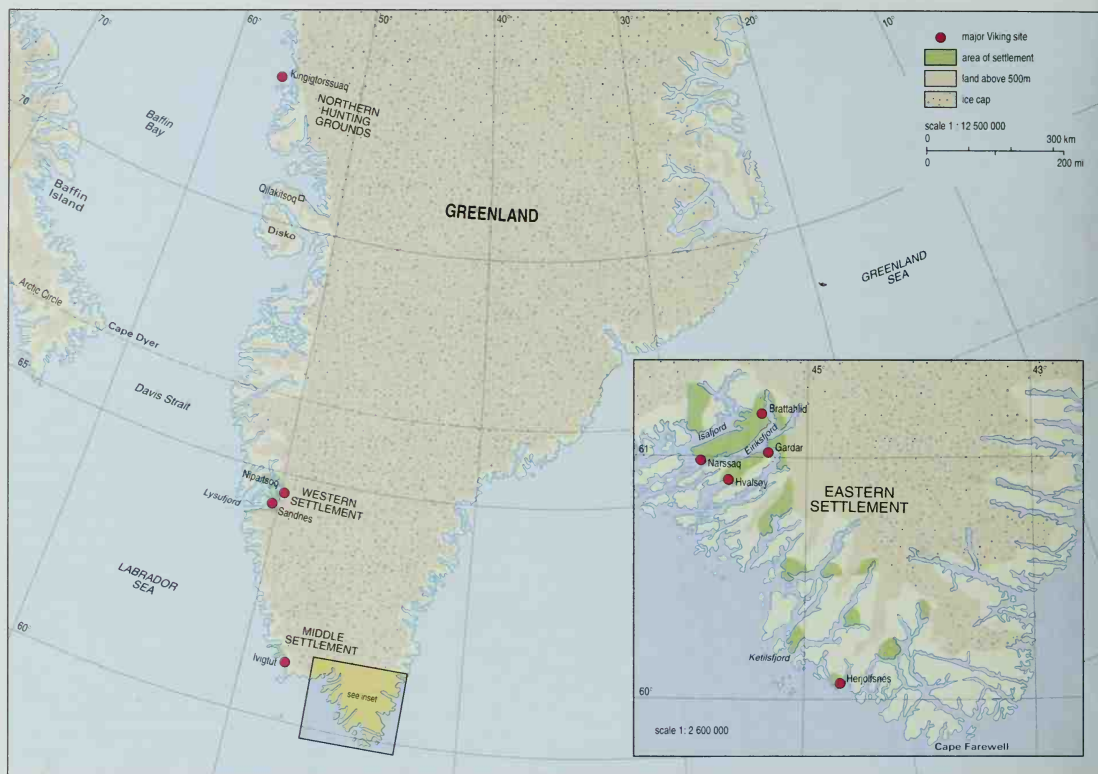 70°
60°
50°
40°
30°
20°
10°
major Viking site
area of settlement
land above 500m
ice cap
scale 1 : 12 500 000
0
300 km
0
200 mi
Kingigtorssuaq
NORTHERN
HUNTING
GROUNDS
70
Baffin
Bay
Baffin
Island
Qilakitsoq
Disko
GREENLAND
GREENLAND
SEA
Arctic Circle
Cape Dyer
65°
Davis Strait
Nipaitsoq
Lysufjord
WESTERN
SETTLEMENT
Sandnes
LABRADOR
SEA
60°
MIDDLE
SETTLEMENT
Ivigtut
see inset
45
43°
Brattahlid
Isafjord
Eiriksfjord
61°
Gardar
Narssaq
Hvalsey
EASTERN
SETTLEMENT
Ketilsfjord
60°
Herjolfsnes
scale 1: 2 600 000
Cape Farewell